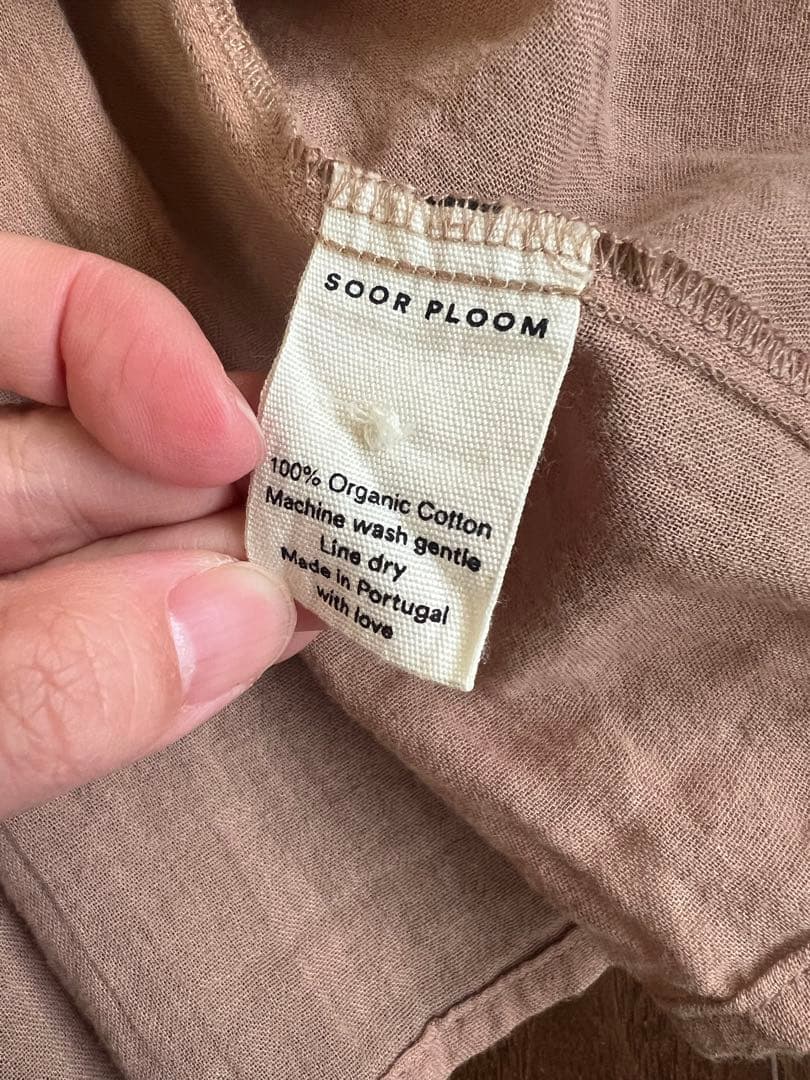 SOOR PLOOM
100% Organic Cotton
Machine wash gentle
Line dry
Made in Portugal
with love